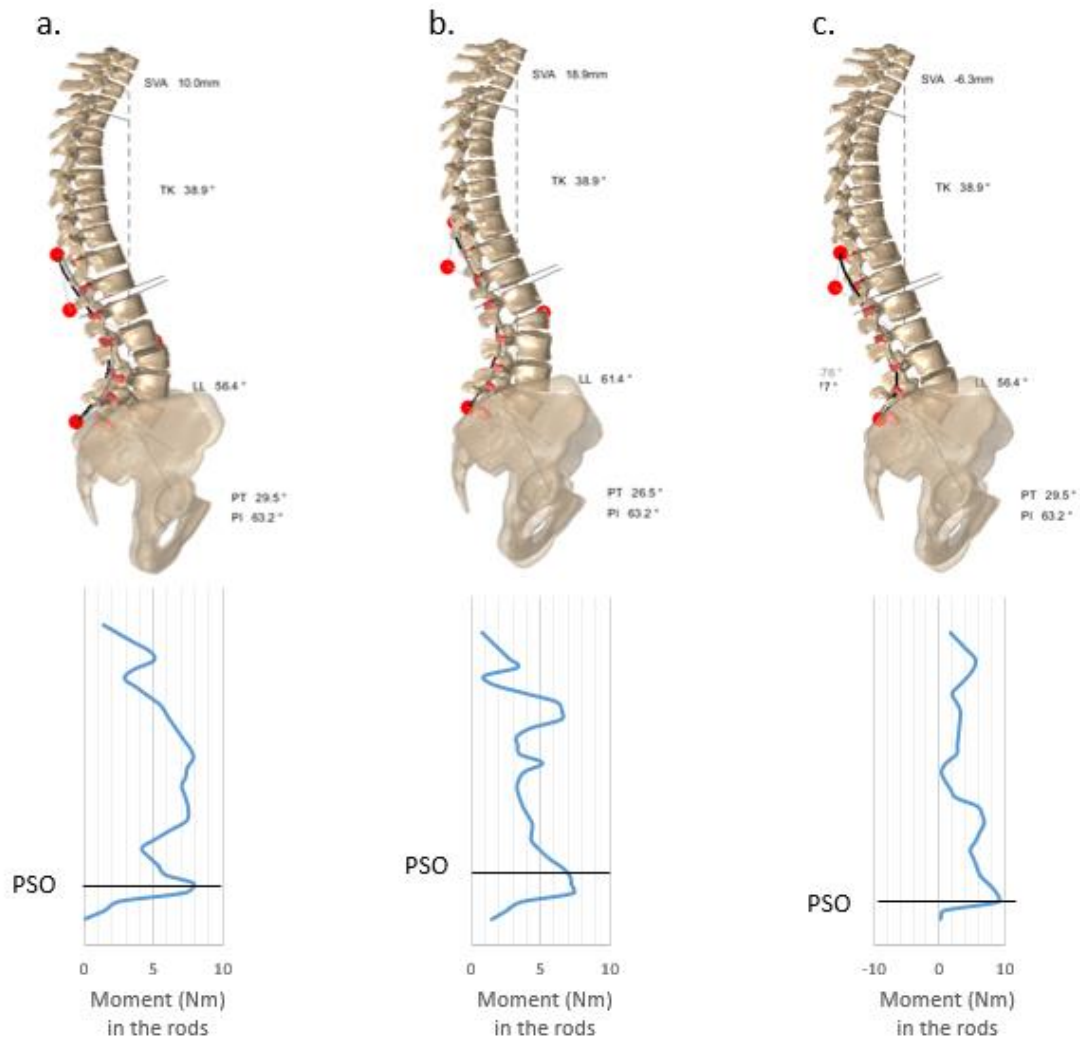 a.
SVA 10.0mm
TK 38.9°
LL 56.4°
PT 29.5°
PI 63.2°
b.
SVA 18.9mm
TK 38.9°
LL 61.4°
PT 26.5°
PI 63.2°
c.
SVA -6.3mm
TK 38.9°
LL 56.4°
PT 29.5°
PI 63.2°
PSO
0 5 10
Moment (Nm)
in the rods
PSO
0 5 10
Moment (Nm)
in the rods
PSO
-10 0 10
Moment (Nm)
in the rods